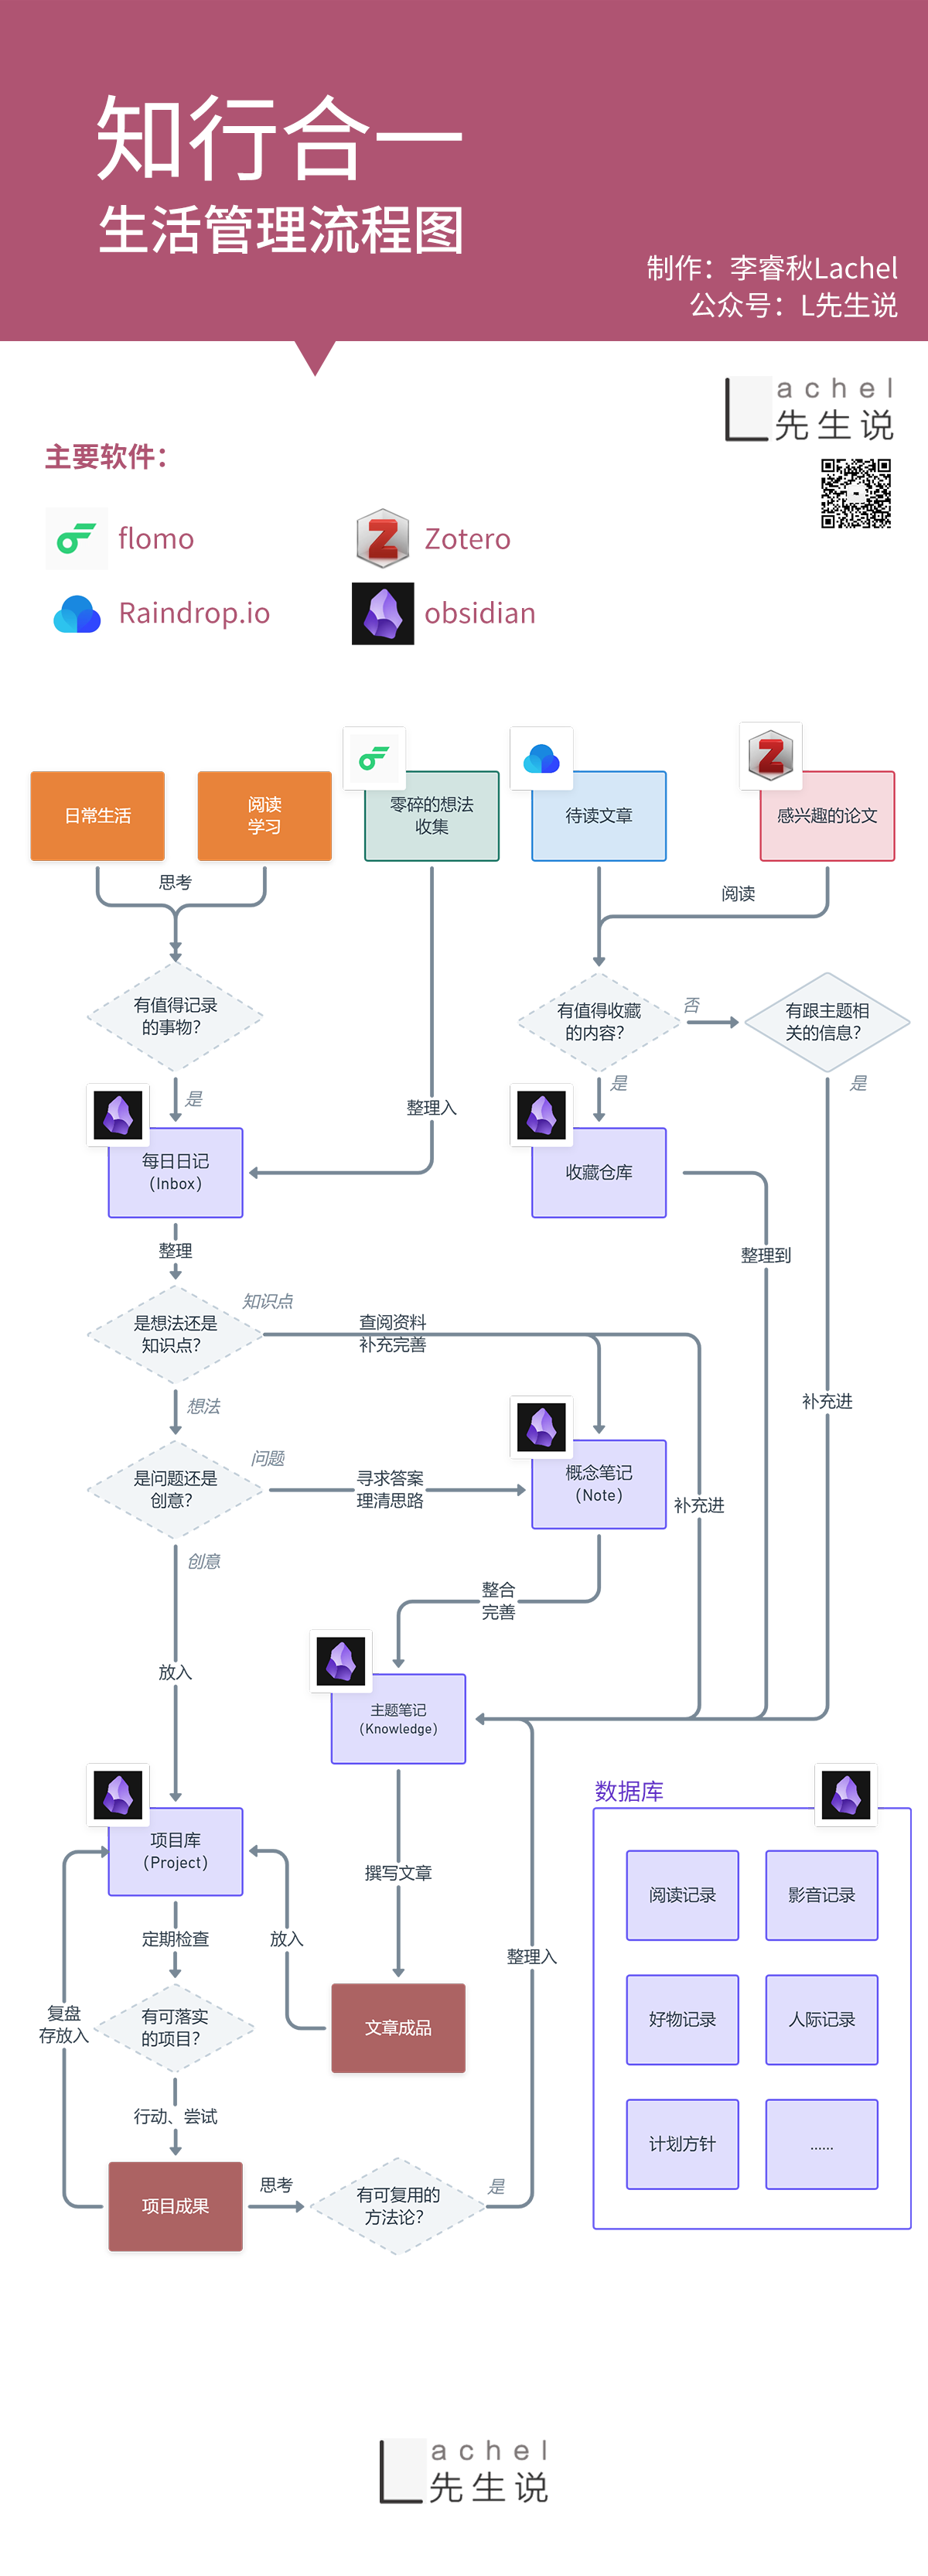 知行合一
生活管理流程图
制作：李睿秋Lachel
公众号：L先生说
Lachel
先生说
主要软件：
flomo
Zotero
Raindrop.io
obsidian
日常生活
阅读
学习
零碎的想法
收集
待读文章
感兴趣的论文
思考
阅读
有值得记录
的事物？
有值得收藏
的内容？
否
有跟主题相
关的信息？
是
整理入
是
是
每日日记
（Inbox）
收藏仓库
整理
整理到
知识点
是想法还是
知识点？
查阅资料
补充完善
想法
补充进
问题
是问题还是
创意？
寻求答案
理清思路
概念笔记
（Note）
补充进
创意
整合
完善
放入
主题笔记
（Knowledge）
数据库
项目库
（Project）
撰写文章
阅读记录
影音记录
定期检查
放入
整理入
复盘
存放入
有可落实
的项目？
文章成品
好物记录
人际记录
行动、尝试
计划方针
......
思考
是
项目成果
有可复用的
方法论？
Lachel
先生说